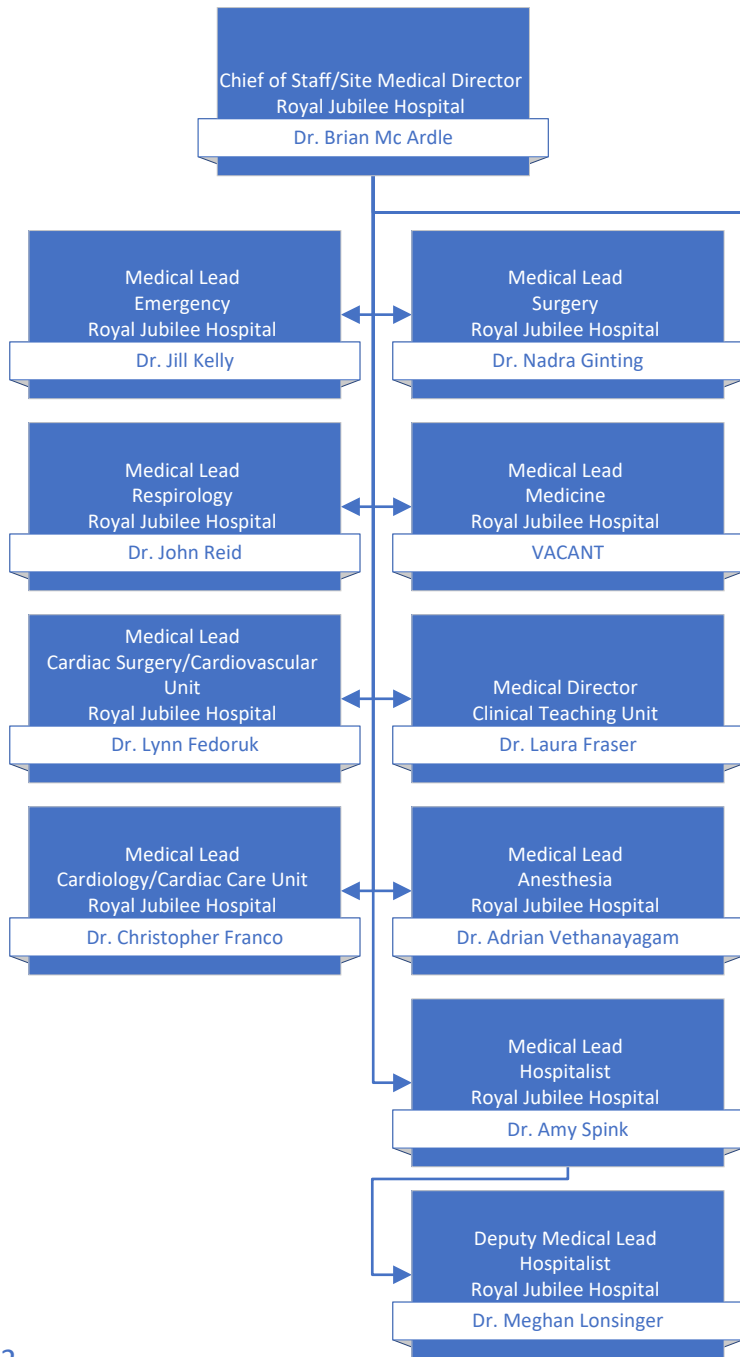 Chief of Staff/Site Medical Director
Royal Jubilee Hospital
Dr. Brian Mc Ardle
Medical Lead
Emergency
Royal Jubilee Hospital
Dr. Jill Kelly
Medical Lead
Surgery
Royal Jubilee Hospital
Dr. Nadra Ginting
Medical Lead
Respirology
Royal Jubilee Hospital
Dr. John Reid
Medical Lead
Medicine
Royal Jubilee Hospital
VACANT
Medical Lead
Cardiac Surgery/Cardiovascular
Unit
Royal Jubilee Hospital
Dr. Lynn Fedoruk
Medical Director
Clinical Teaching Unit
Dr. Laura Fraser
Medical Lead
Cardiology/Cardiac Care Unit
Royal Jubilee Hospital
Dr. Christopher Franco
Medical Lead
Anesthesia
Royal Jubilee Hospital
Dr. Adrian Vethanayagam
Medical Lead
Hospitalist
Royal Jubilee Hospital
Dr. Amy Spink
Deputy Medical Lead
Hospitalist
Royal Jubilee Hospital
Dr. Meghan Lonsinger